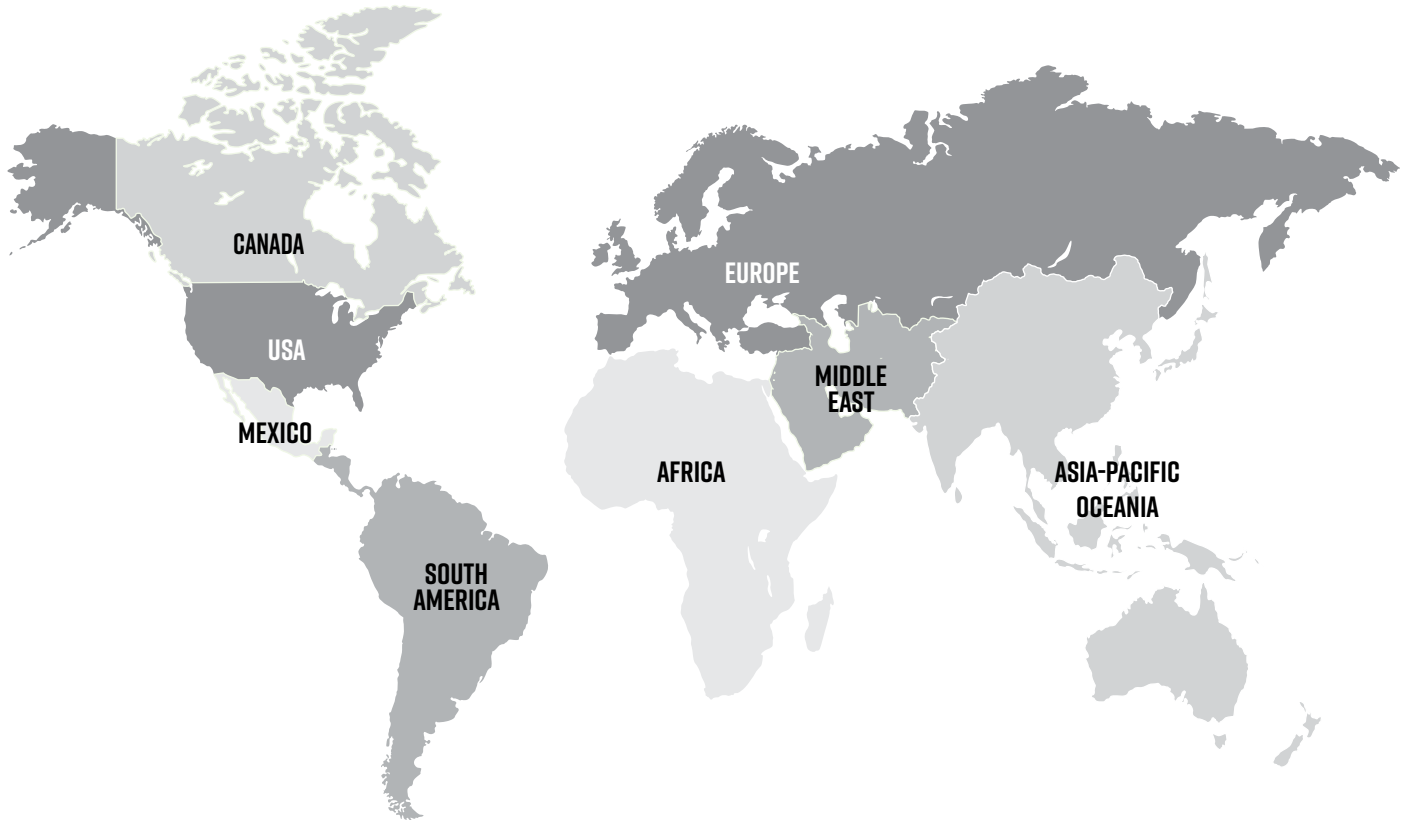 CANADA
EUROPE
USA
MIDDLE
EAST
MEXICO
AFRICA
ASIA-PACIFIC
OCEANIA
SOUTH
AMERICA